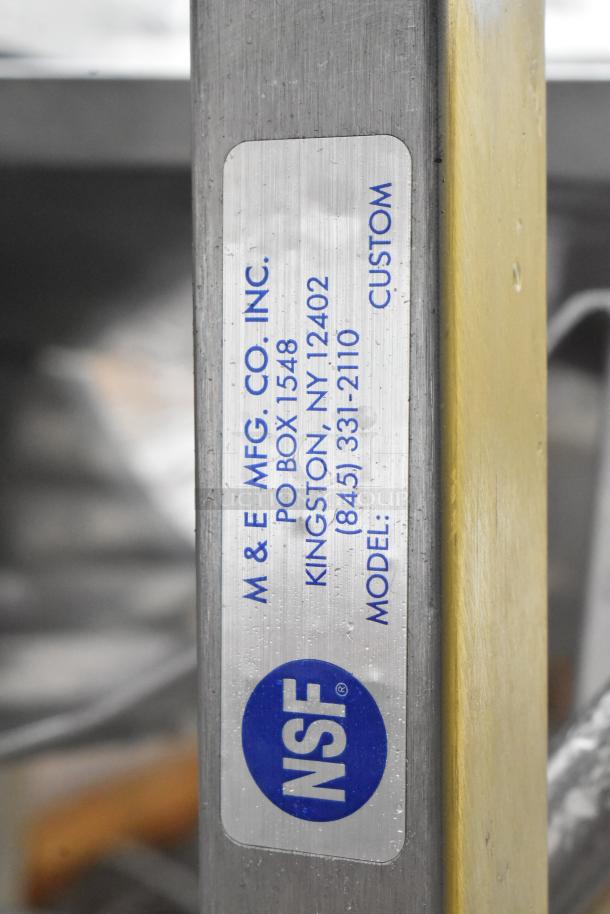 M & E MFG. CO. INC.
PO BOX 1548
KINGSTON, NY 12402
(845) 331-2110
MODEL: CUSTOM
NSF®